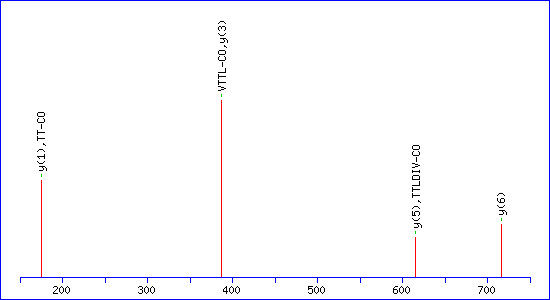 y(1),TT-CO
VTTL-CO,y(3)
y(5),TTLDIV-CO
y(6)
200 300 400 500 600 700